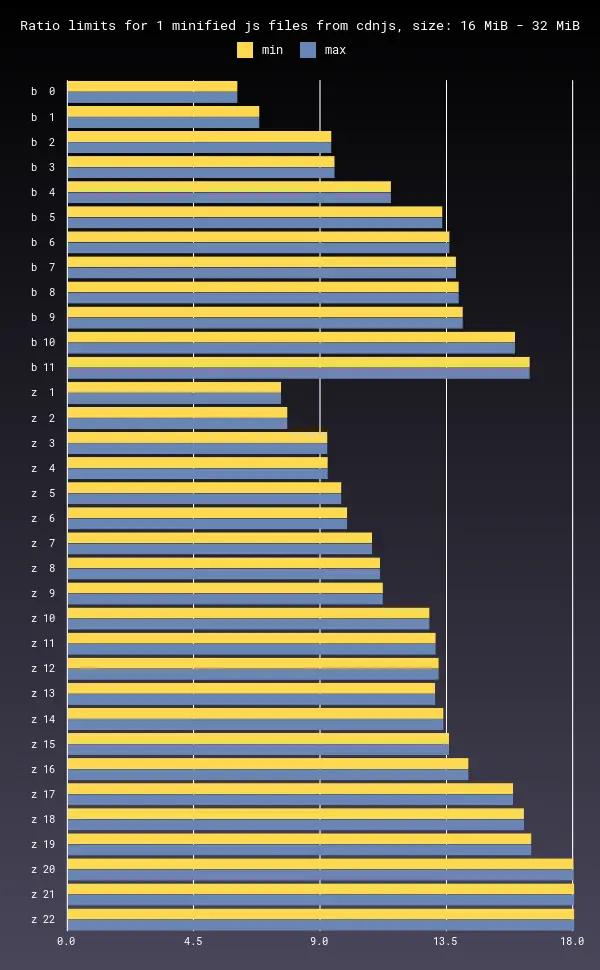 Ratio limits for 1 minified js files from cdnjs, size: 16 MiB - 32 MiB
min max
b 0
b 1
b 2
b 3
b 4
b 5
b 6
b 7
b 8
b 9
b 10
b 11
z 1
z 2
z 3
z 4
z 5
z 6
z 7
z 8
z 9
z 10
z 11
z 12
z 13
z 14
z 15
z 16
z 17
z 18
z 19
z 20
z 21
z 22
0.0 4.5 9.0 13.5 18.0